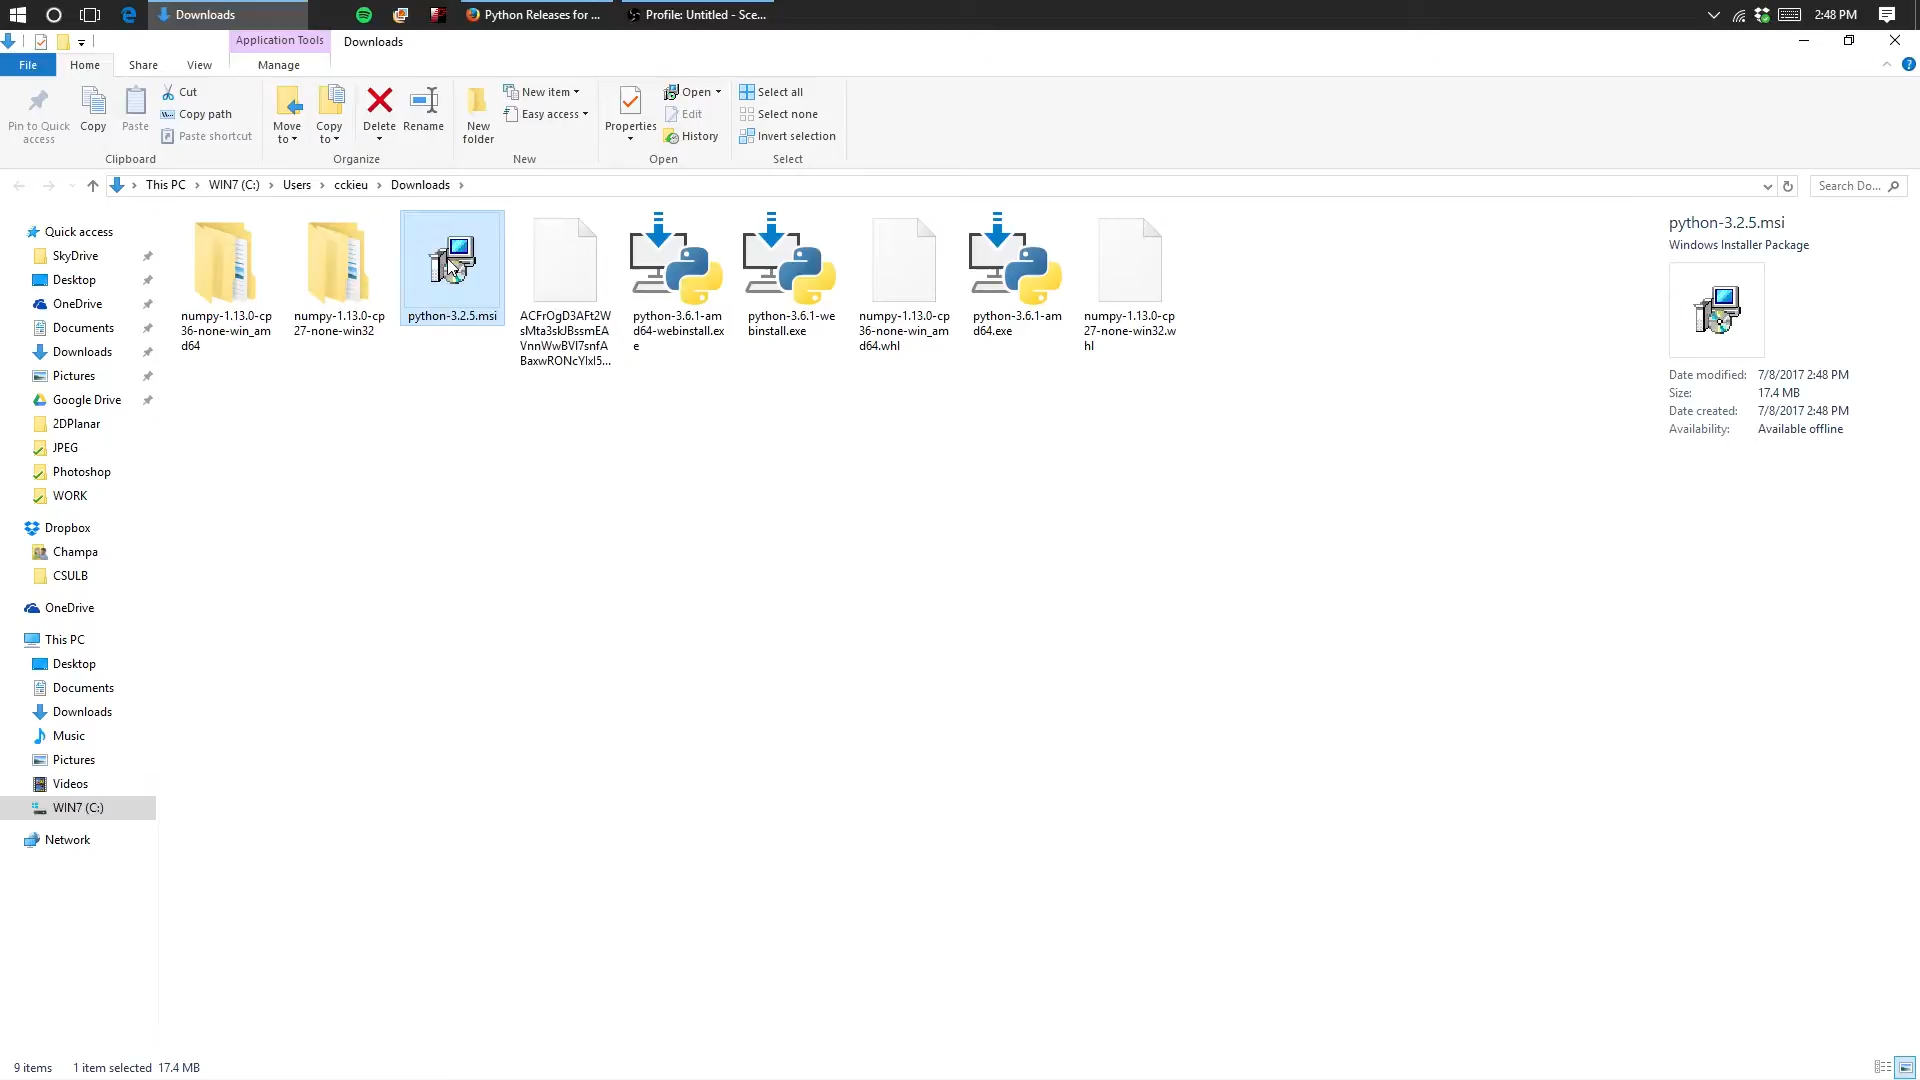 Downloads
Python Releases for ...
Profile: Untitled - Sce...
2:48 PM
Application Tools
Downloads
File
Home
Share
View
Manage
Pin to Quick
access
Copy
Paste
Cut
Copy path
Paste shortcut
Clipboard
Move
to
Copy
to
Delete
Rename
Organize
New
folder
New item
Easy access
New
Properties
Open
Edit
History
Open
Select all
Select none
Invert selection
Select
This PC
WIN7 (C:)
Users
cckieu
Downloads
Search Do...
Quick access
SkyDrive
Desktop
OneDrive
Documents
Downloads
Pictures
Google Drive
2DPlanar
JPEG
Photoshop
WORK
Dropbox
Champa
CSULB
OneDrive
This PC
Desktop
Documents
Downloads
Music
Pictures
Videos
WIN7 (C:)
Network
numpy-1.13.0-cp
36-none-win_am
d64
numpy-1.13.0-cp
27-none-win32
python-3.2.5.msi
python-3.6.1-am
d64-webinstall.ex
e
python-3.6.1-we
binstall.exe
numpy-1.13.0-cp
36-none-win_am
d64.whl
python-3.6.1-am
d64.exe
numpy-1.13.0-cp
27-none-win32.w
hl
python-3.2.5.msi
Windows Installer Package
Date modified: 7/8/2017 2:48 PM
Size: 17.4 MB
Date created: 7/8/2017 2:48 PM
Availability: Available offline
9 items 1 item selected 17.4 MB